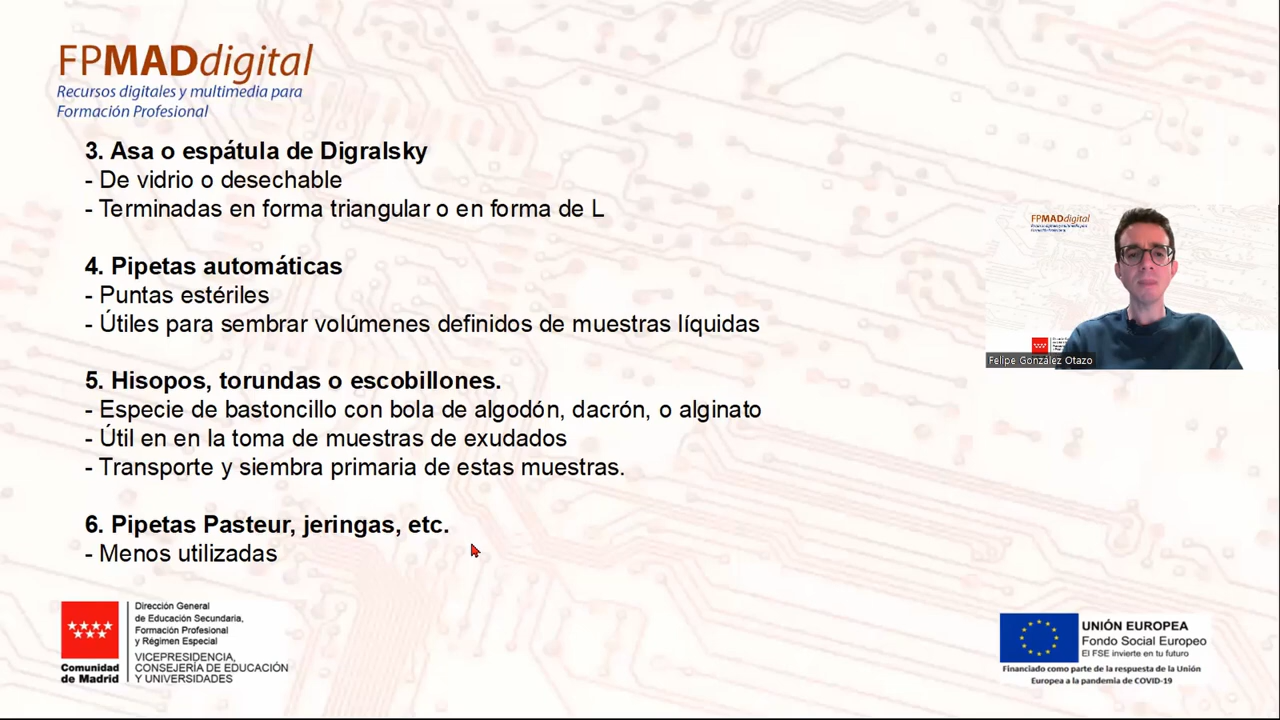 FPMADdigital
Recursos digitales y multimedia para
Formación Profesional
3. Asa o espátula de Digralsky
- De vidrio o desechable
- Terminadas en forma triangular o en forma de L
4. Pipetas automáticas
- Puntas estériles
- Útiles para sembrar volúmenes definidos de muestras líquidas
5. Hisopos, torundas o escobillones.
- Especie de bastoncillo con bola de algodón, dacrón, o alginato
- Útil en en la toma de muestras de exudados
- Transporte y siembra primaria de estas muestras.
6. Pipetas Pasteur, jeringas, etc.
- Menos utilizadas
FPMADdigital
Felipe González Otazo
Comunidad
de Madrid
Dirección General
de Educación Secundaria,
Formación Profesional
y Régimen Especial
VICEPRESIDENCIA,
CONSEJERÍA DE EDUCACIÓN
Y UNIVERSIDADES
UNIÓN EUROPEA
Fondo Social Europeo
El FSE invierte en tu futuro
Financiado como parte de la respuesta de la Unión
Europea a la pandemia de COVID-19